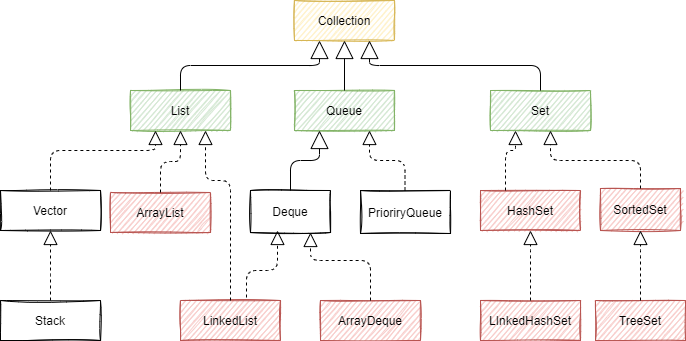 Collection
List
Queue
Set
Vector
ArrayList
Deque
PrioriryQueue
HashSet
SortedSet
Stack
LinkedList
ArrayDeque
LInkedHashSet
TreeSet